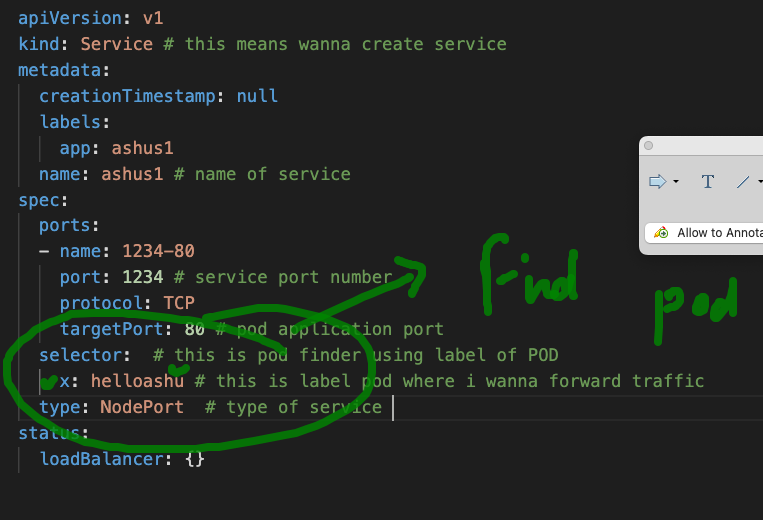 apiVersion: v1
kind: Service # this means wanna create service
metadata:
  creationTimestamp: null
  labels:
    app: ashus1
  name: ashus1 # name of service
spec:
  ports:
  - name: 1234-80
    port: 1234 # service port number
    protocol: TCP
    targetPort: 80 # pod application port
  selector:  # this is pod finder using label of POD
    x: helloashu # this is label pod where i wanna forward traffic
  type: NodePort  # type of service
status:
  loadBalancer: {}
T
Allow to Annota
find pod